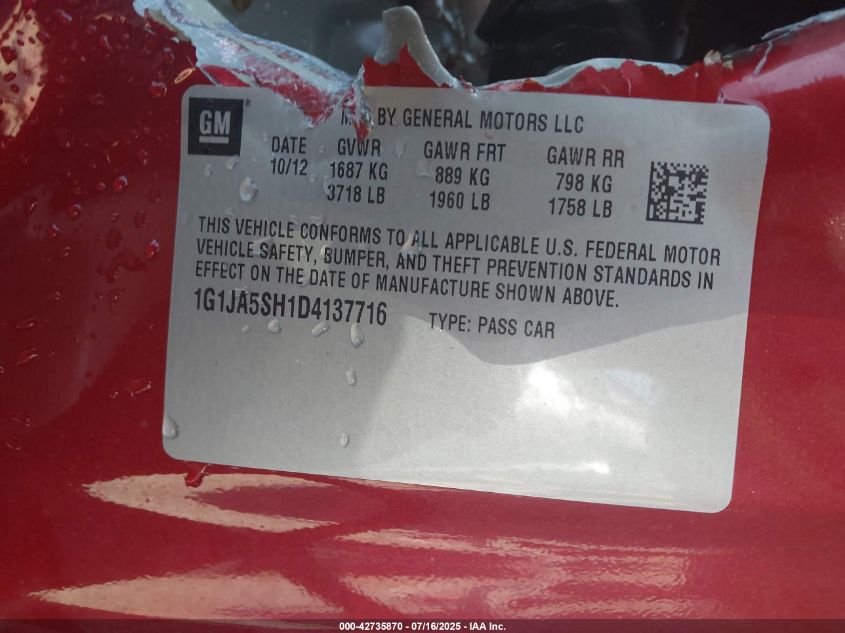 GM ®
MFD BY GENERAL MOTORS LLC
DATE GVWR GAWR FRT GAWR RR
10/12 1687 KG 889 KG 798 KG
3718 LB 1960 LB 1758 LB
THIS VEHICLE CONFORMS TO ALL APPLICABLE U.S. FEDERAL MOTOR
VEHICLE SAFETY, BUMPER, AND THEFT PREVENTION STANDARDS IN
EFFECT ON THE DATE OF MANUFACTURE SHOWN ABOVE.
1G1JA5SH1D4137716 TYPE: PASS CAR
000-42735870 - 07/16/2025 - IAA Inc.